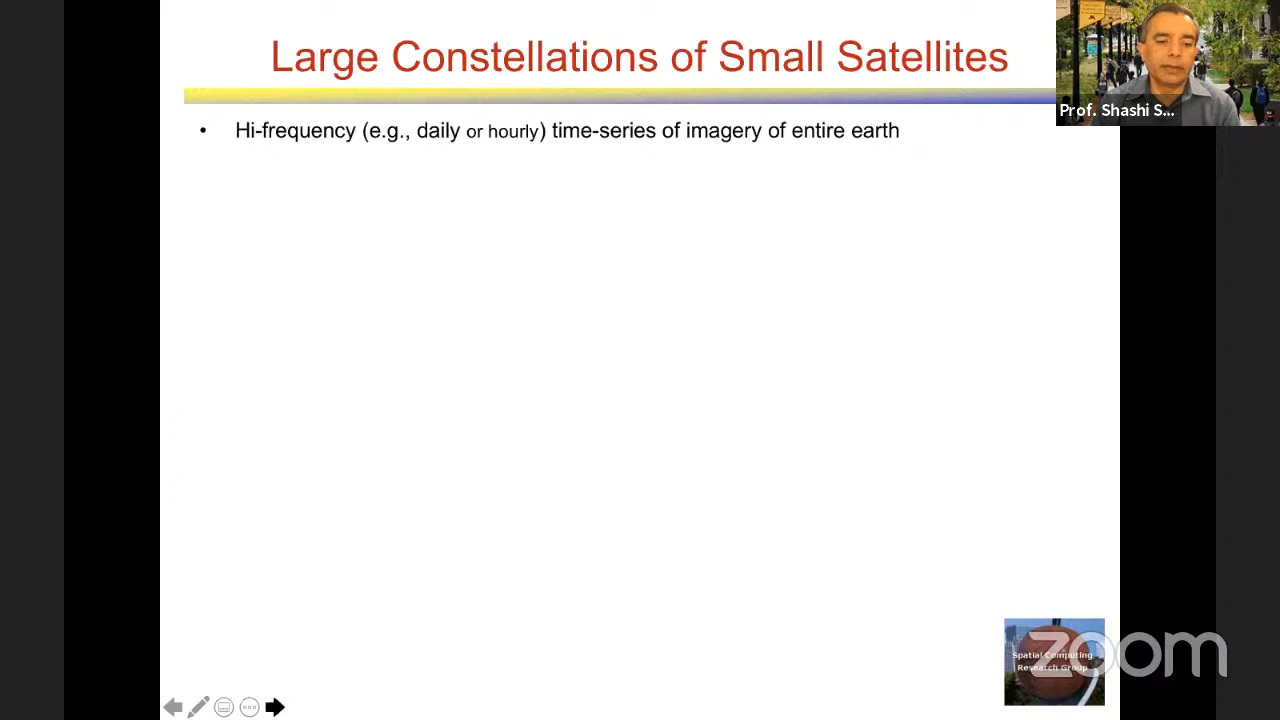 Large Constellations of Small Satellites
• Hi-frequency (e.g., daily or hourly) time-series of imagery of entire earth
Prof. Shashi S...
Spatial Computing
Research Group
zoom